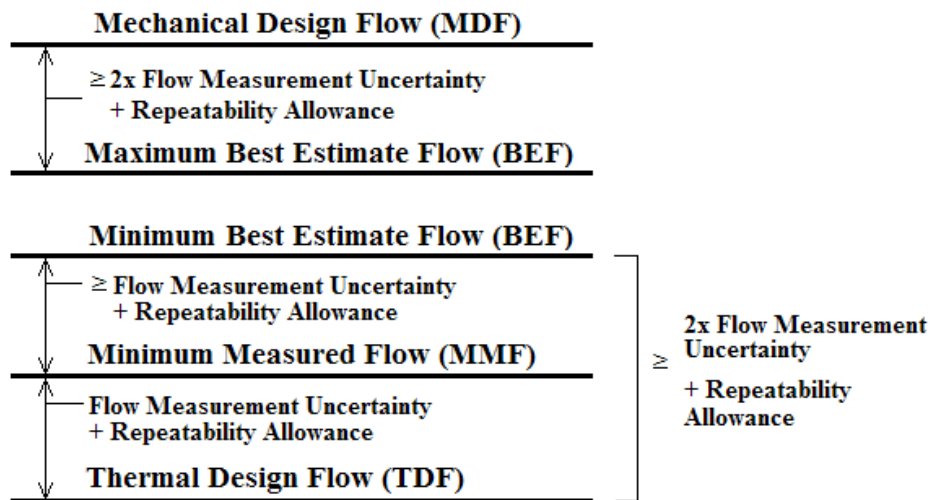 Mechanical Design Flow (MDF)
≥ 2x Flow Measurement Uncertainty
+ Repeatability Allowance
Maximum Best Estimate Flow (BEF)
Minimum Best Estimate Flow (BEF)
≥ Flow Measurement Uncertainty
+ Repeatability Allowance
Minimum Measured Flow (MMF)
Flow Measurement Uncertainty
+ Repeatability Allowance
Thermal Design Flow (TDF)
≥
2x Flow Measurement
Uncertainty
+ Repeatability
Allowance